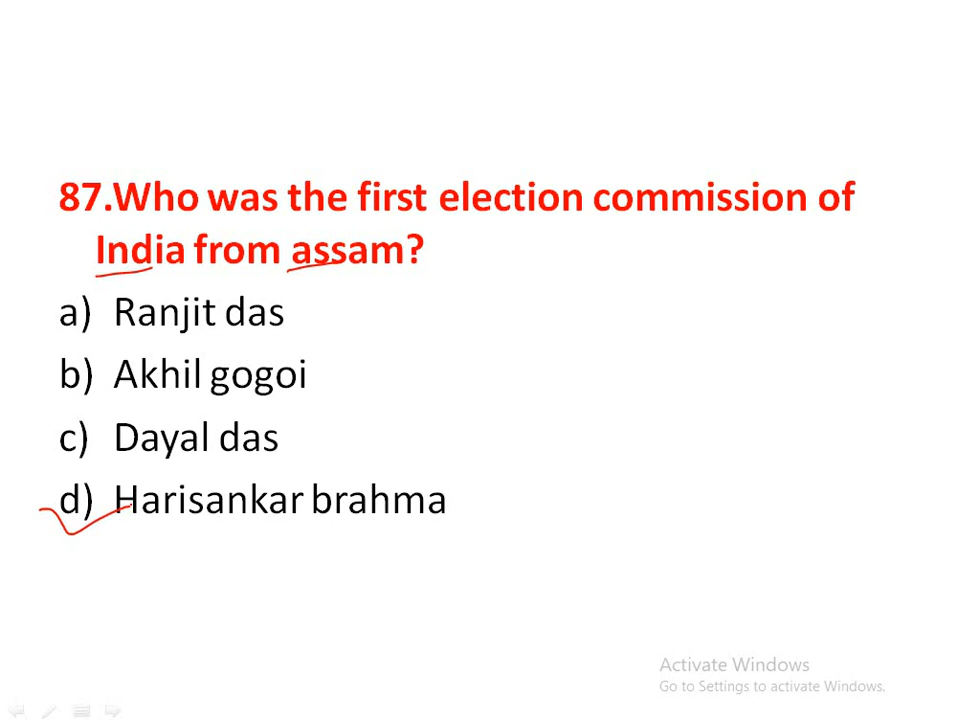 87.Who was the first election commission of
India from assam?
a) Ranjit das
b) Akhil gogoi
c) Dayal das
d) Harisankar brahma
Activate Windows
Go to Settings to activate Windows.